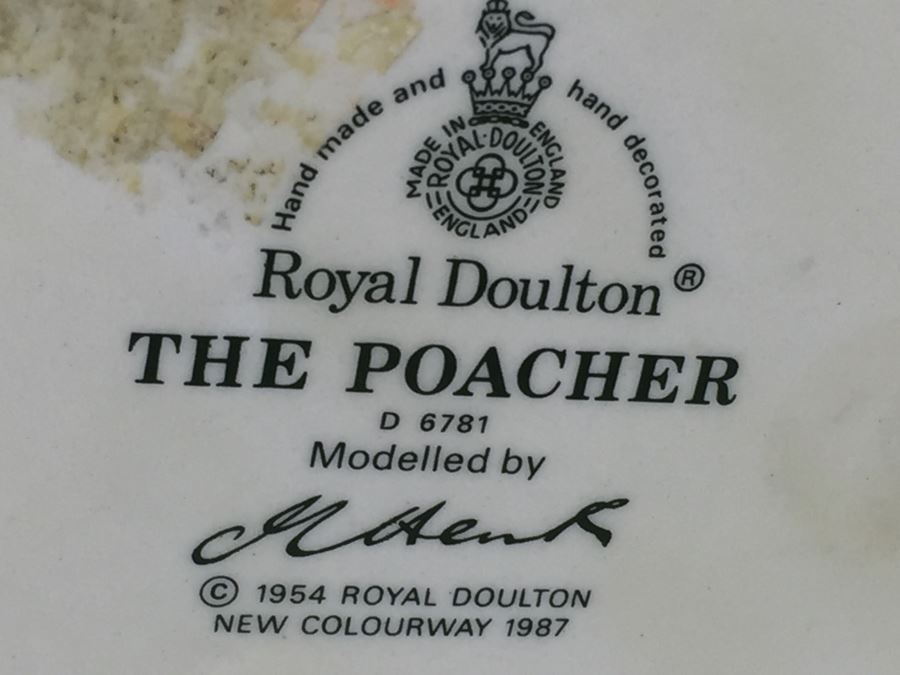 Hand made and hand decorated
MADE IN ENGLAND
ROYAL·DOULTON
ENGLAND
Royal Doulton ®
THE POACHER
D 6781
Modelled by
M Henk
© 1954 ROYAL DOULTON
NEW COLOURWAY 1987